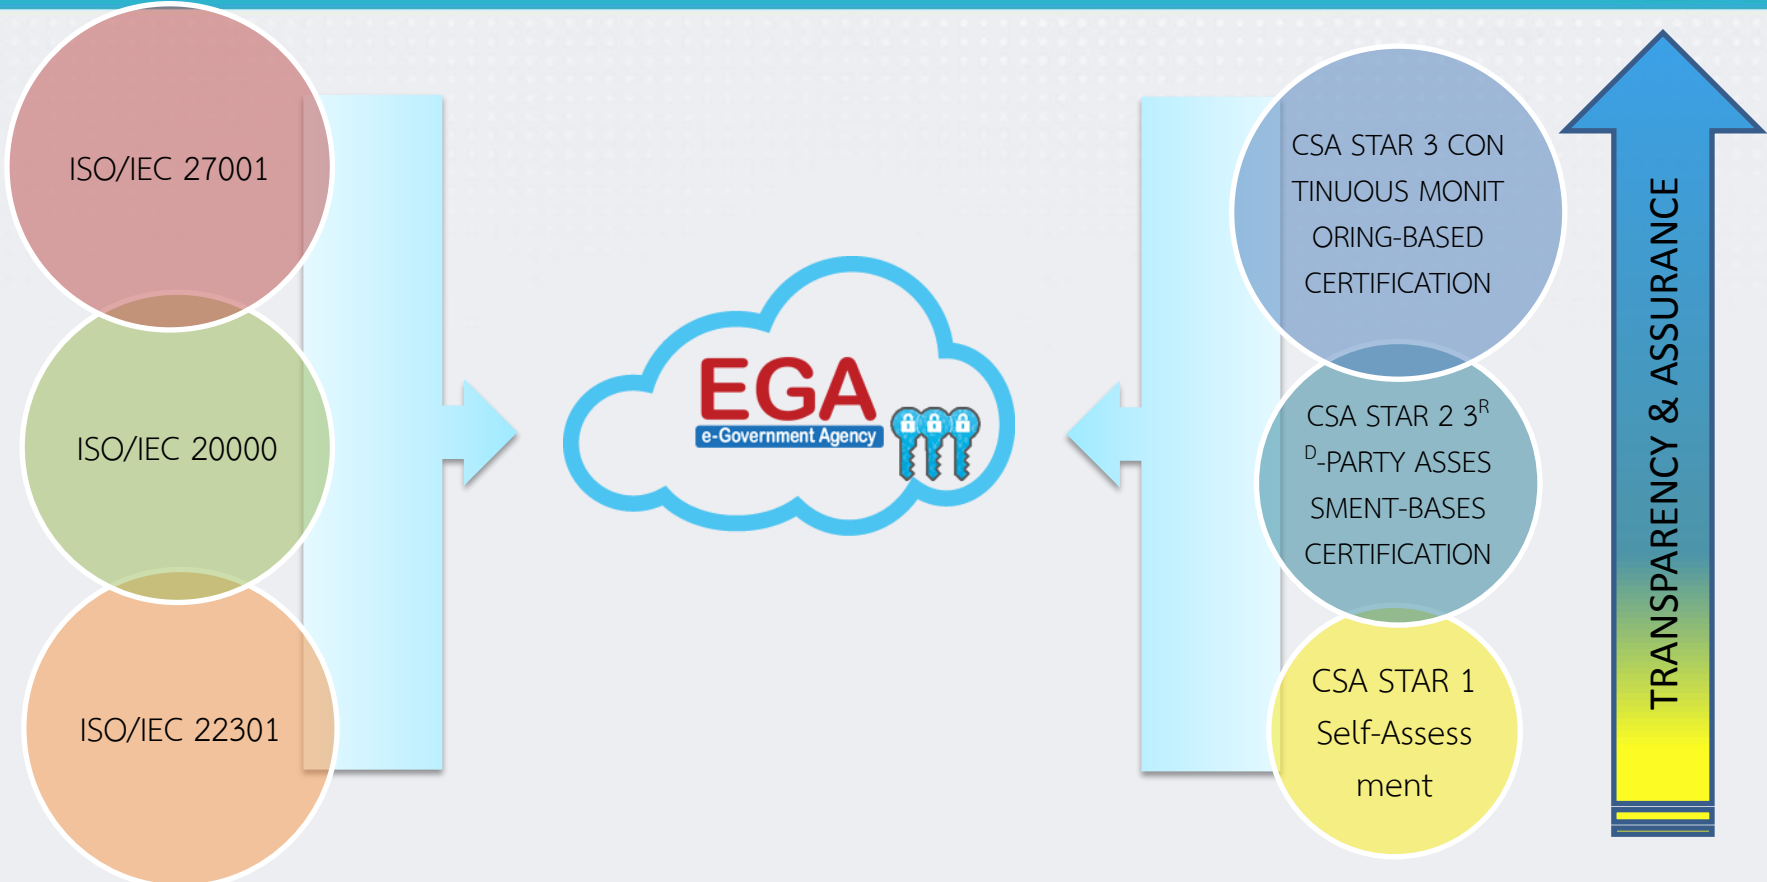 ISO/IEC 27001
ISO/IEC 20000
ISO/IEC 22301
EGA
e-Government Agency
CSA STAR 3 CON
TINUOUS MONIT
ORING-BASED
CERTIFICATION
CSA STAR 2 3ᴿ
ᴰ-PARTY ASSES
SMENT-BASES
CERTIFICATION
CSA STAR 1
Self-Assess
ment
TRANSPARENCY & ASSURANCE